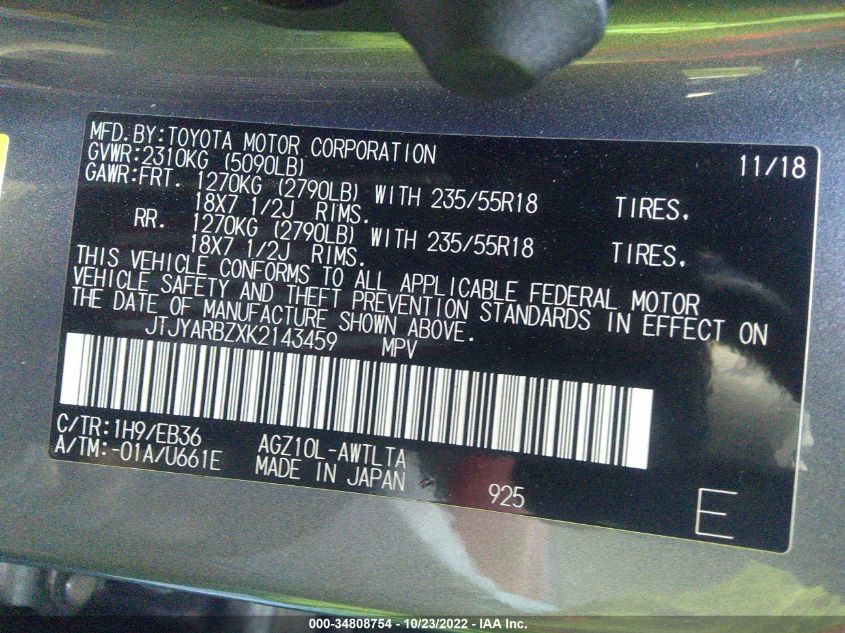 MFD. BY: TOYOTA MOTOR CORPORATION 11/18
GVWR: 2310KG (5090LB)
GAWR: FRT. 1270KG (2790LB) WITH 235/55R18 TIRES.
18X7 1/2J RIMS.
RR. 1270KG (2790LB) WITH 235/55R18 TIRES.
18X7 1/2J RIMS.
THIS VEHICLE CONFORMS TO ALL APPLICABLE FEDERAL MOTOR
VEHICLE SAFETY AND THEFT PREVENTION STANDARDS IN EFFECT ON
THE DATE OF MANUFACTURE SHOWN ABOVE.
JTJYARBZXK2143459 MPV
C/TR: 1H9/EB36 AGZ10L-AWTLTA
A/TM: -01A/U661E MADE IN JAPAN 925
E
000-34808754 - 10/23/2022 - IAA Inc.